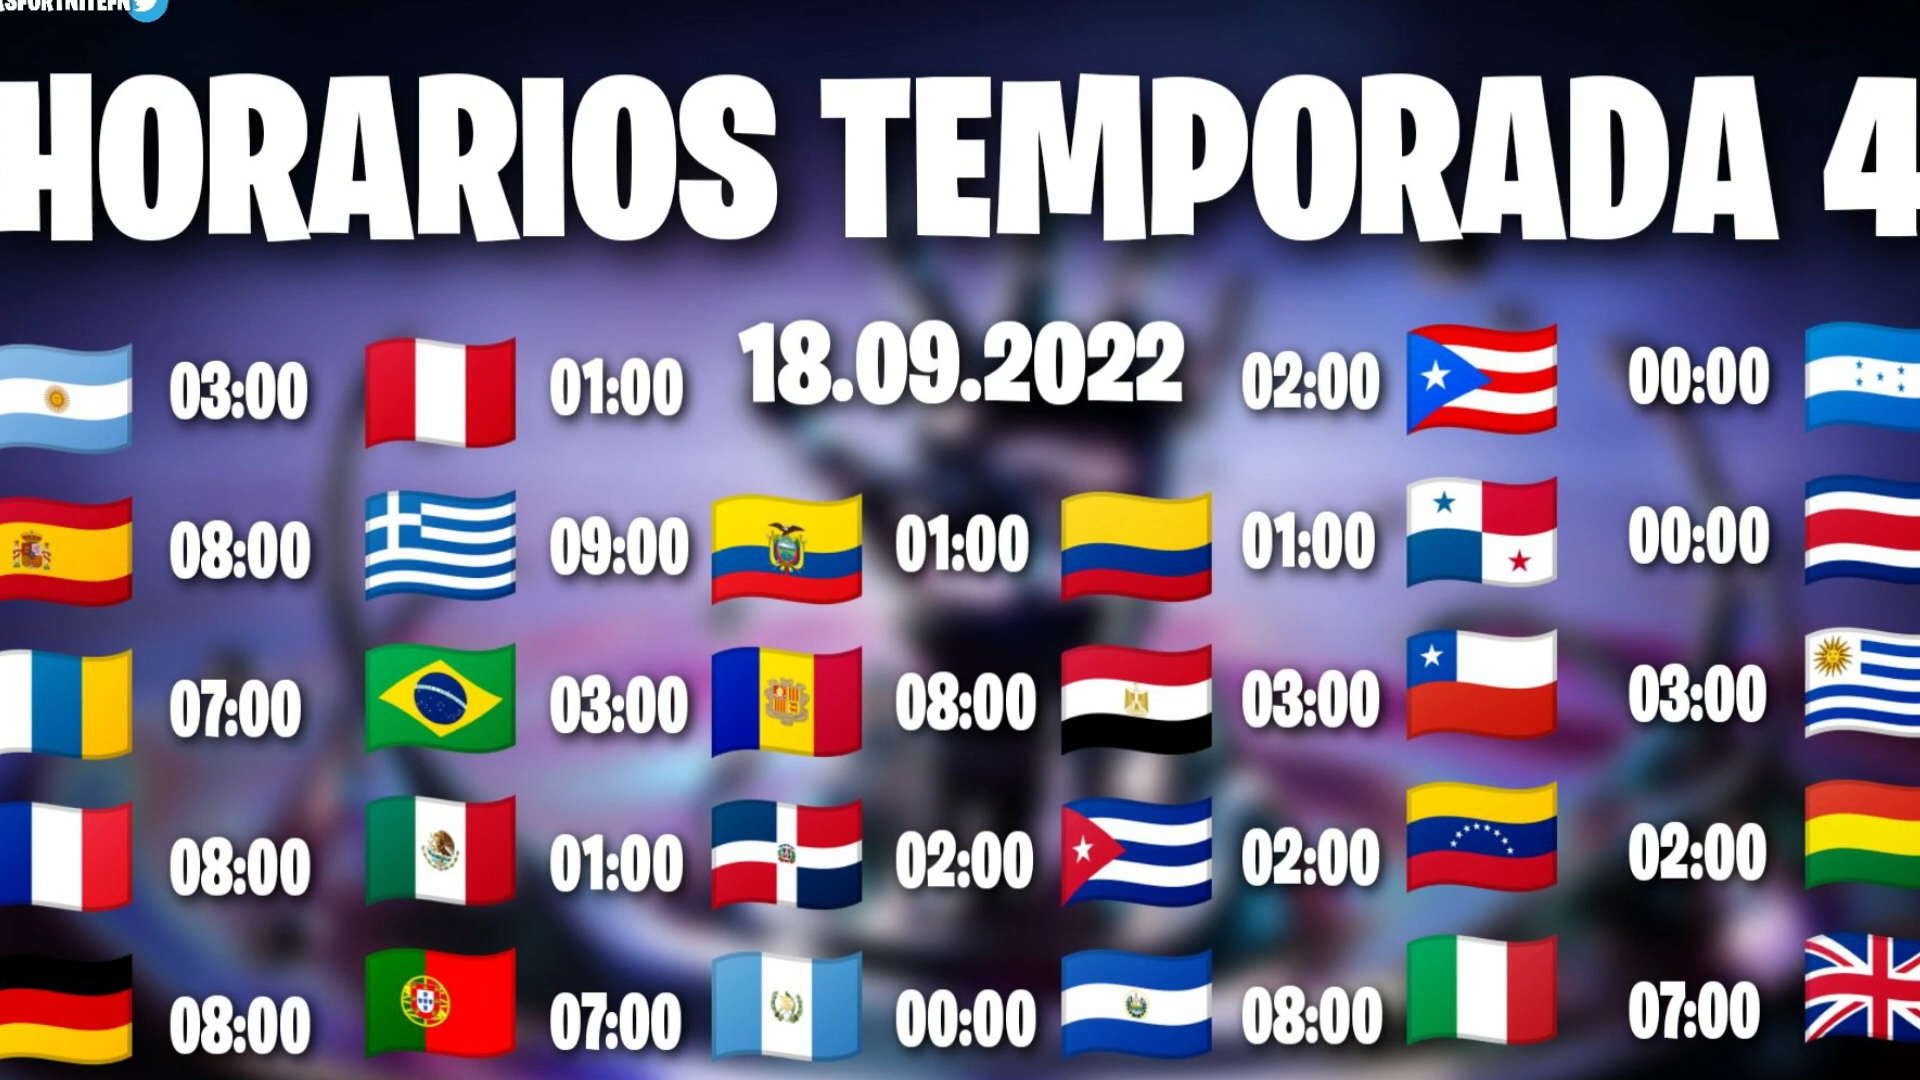 HORARIOS TEMPORADA 4
18.09.2022
03:00 01:00 02:00 00:00
08:00 09:00 01:00 01:00 00:00
07:00 03:00 08:00 03:00 03:00
08:00 01:00 02:00 02:00 02:00
08:00 07:00 00:00 08:00 07:00